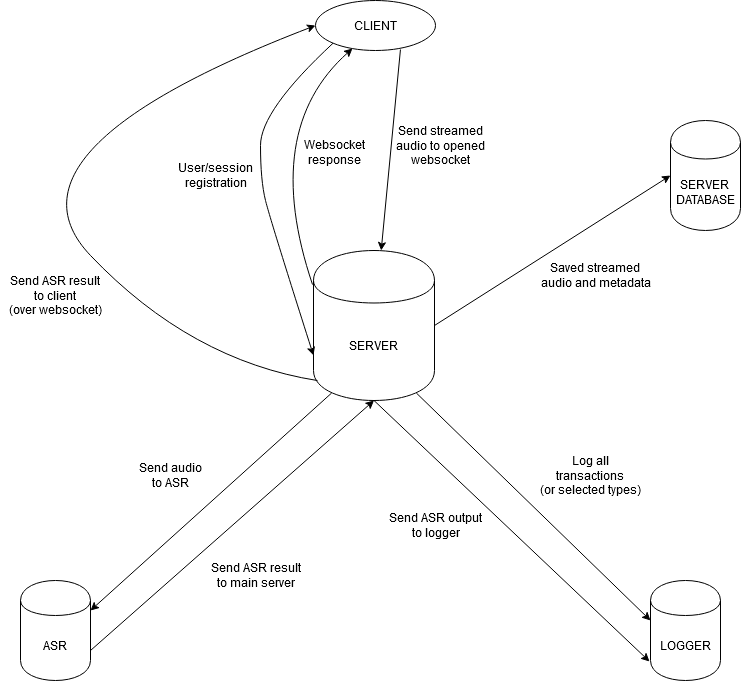 CLIENT
Websocket
response
Send streamed
audio to opened
websocket
User/session
registration
SERVER
DATABASE
Send ASR result
to client
(over websocket)
Saved streamed
audio and metadata
SERVER
Send audio
to ASR
Log all
transactions
(or selected types)
Send ASR output
to logger
Send ASR result
to main server
ASR
LOGGER